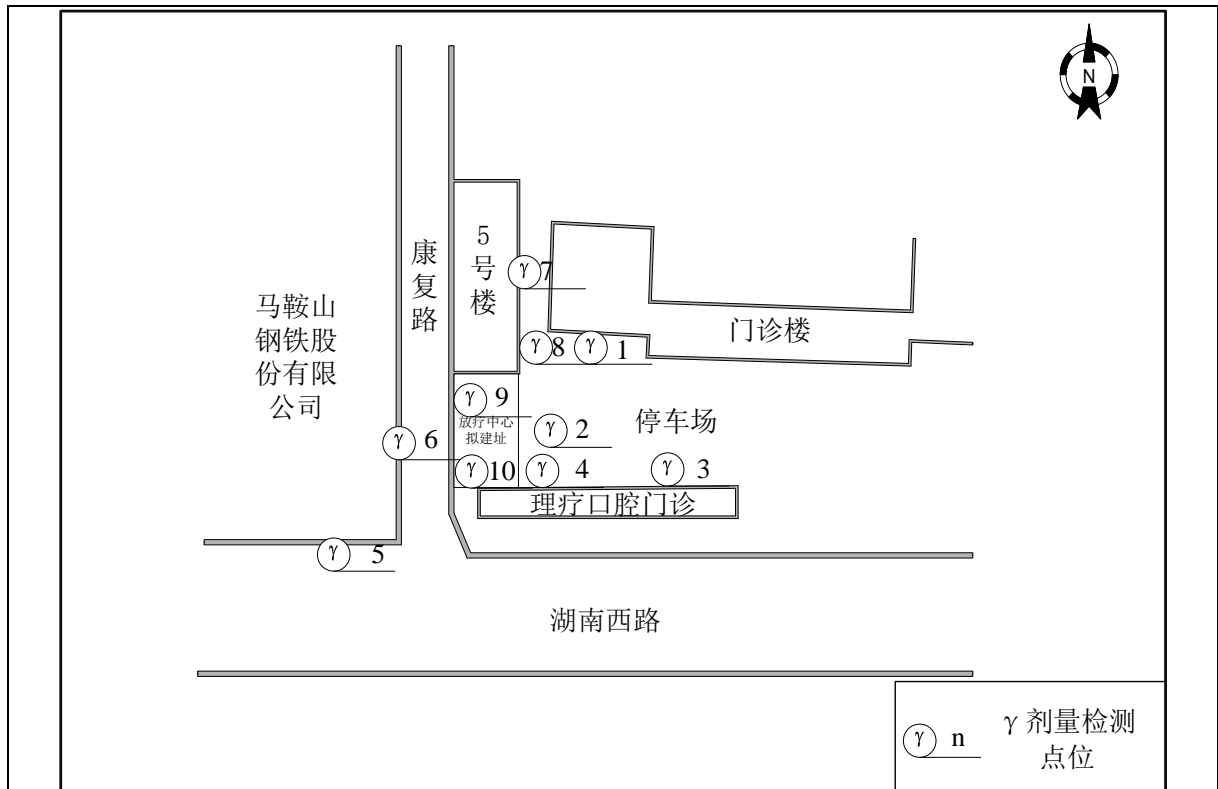 N
5
号
楼
康
复
路
γ 7
马鞍山
钢铁股
份有限
公司
门诊楼
γ 8
γ 1
γ 9
停车场
放疗中心
拟建址
γ 2
γ 6
γ 10
γ 4
γ 3
理疗口腔门诊
γ 5
湖南西路
γ n
γ 剂量检测
点位